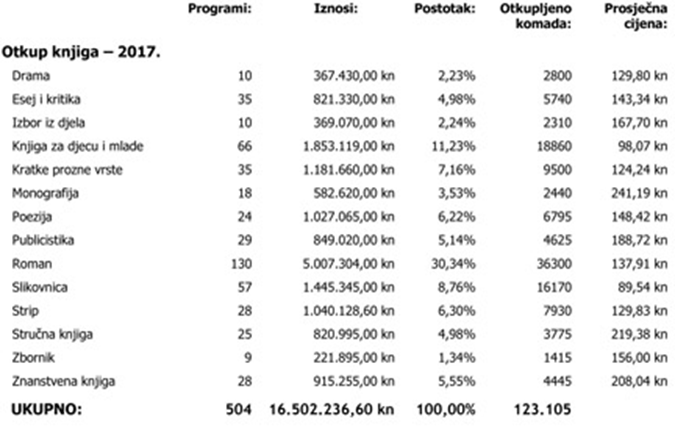 Programi: Iznosi: Postotak: Otkupljeno komada: Prosječna cijena:
Otkup knjiga – 2017.
Drama 10 367.430,00 kn 2,23% 2800 129,80 kn
Esej i kritika 35 821.330,00 kn 4,98% 5740 143,34 kn
Izbor iz djela 10 369.070,00 kn 2,24% 2310 167,70 kn
Knjiga za djecu i mlade 66 1.853.119,00 kn 11,23% 18860 98,07 kn
Kratke prozne vrste 35 1.181.660,00 kn 7,16% 9500 124,24 kn
Monografija 18 582.620,00 kn 3,53% 2440 241,19 kn
Poezija 24 1.027.065,00 kn 6,22% 6795 148,42 kn
Publicistika 29 849.020,00 kn 5,14% 4625 188,72 kn
Roman 130 5.007.304,00 kn 30,34% 36300 137,91 kn
Slikovnica 57 1.445.345,00 kn 8,76% 16170 89,54 kn
Strip 28 1.040.128,60 kn 6,30% 7930 129,83 kn
Stručna knjiga 25 820.995,00 kn 4,98% 3775 219,38 kn
Zbornik 9 221.895,00 kn 1,34% 1415 156,00 kn
Znanstvena knjiga 28 915.255,00 kn 5,55% 4445 208,04 kn
UKUPNO: 504 16.502.236,60 kn 100,00% 123.105